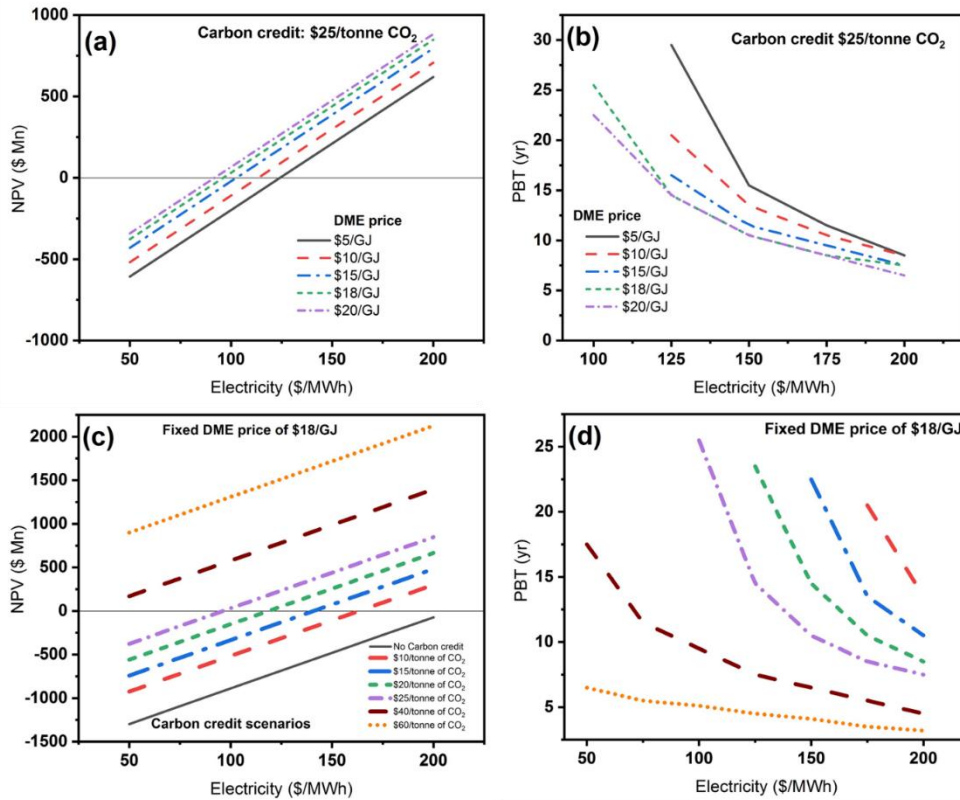 (a)
Carbon credit: $25/tonne CO₂
NPV ($ Mn)
1000
500
0
-500
-1000
DME price
$5/GJ
$10/GJ
$15/GJ
$18/GJ
$20/GJ
50 100 150 200
Electricity ($/MWh)
(b)
Carbon credit $25/tonne CO₂
PBT (yr)
30
25
20
15
10
5
0
DME price
$5/GJ
$10/GJ
$15/GJ
$18/GJ
$20/GJ
100 125 150 175 200
Electricity ($/MWh)
(c)
Fixed DME price of $18/GJ
NPV ($ Mn)
2000
1500
1000
500
0
-500
-1000
-1500
No Carbon credit
$10/tonne of CO₂
$15/tonne of CO₂
$20/tonne of CO₂
$25/tonne of CO₂
$40/tonne of CO₂
$60/tonne of CO₂
Carbon credit scenarios
50 100 150 200
Electricity ($/MWh)
(d)
Fixed DME price of $18/GJ
PBT (yr)
25
20
15
10
5
50 75 100 125 150 175 200
Electricity ($/MWh)